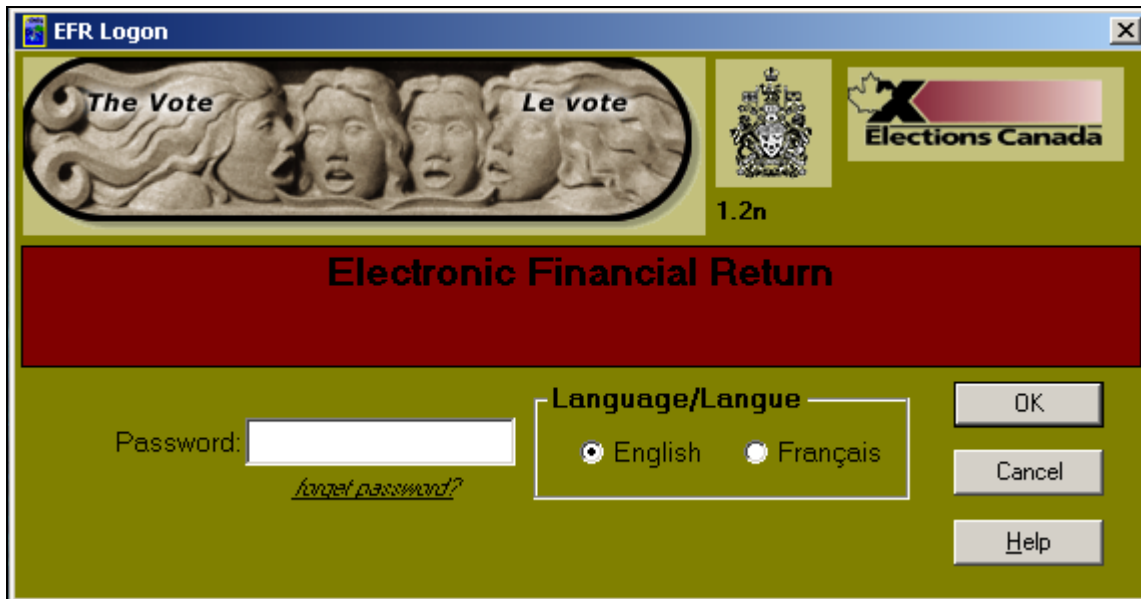 EFR Logon
The Vote
Le vote
Elections Canada
1.2n
Electronic Financial Return
Language/Langue
OK
Password:
English
Français
forget password?
Cancel
Help